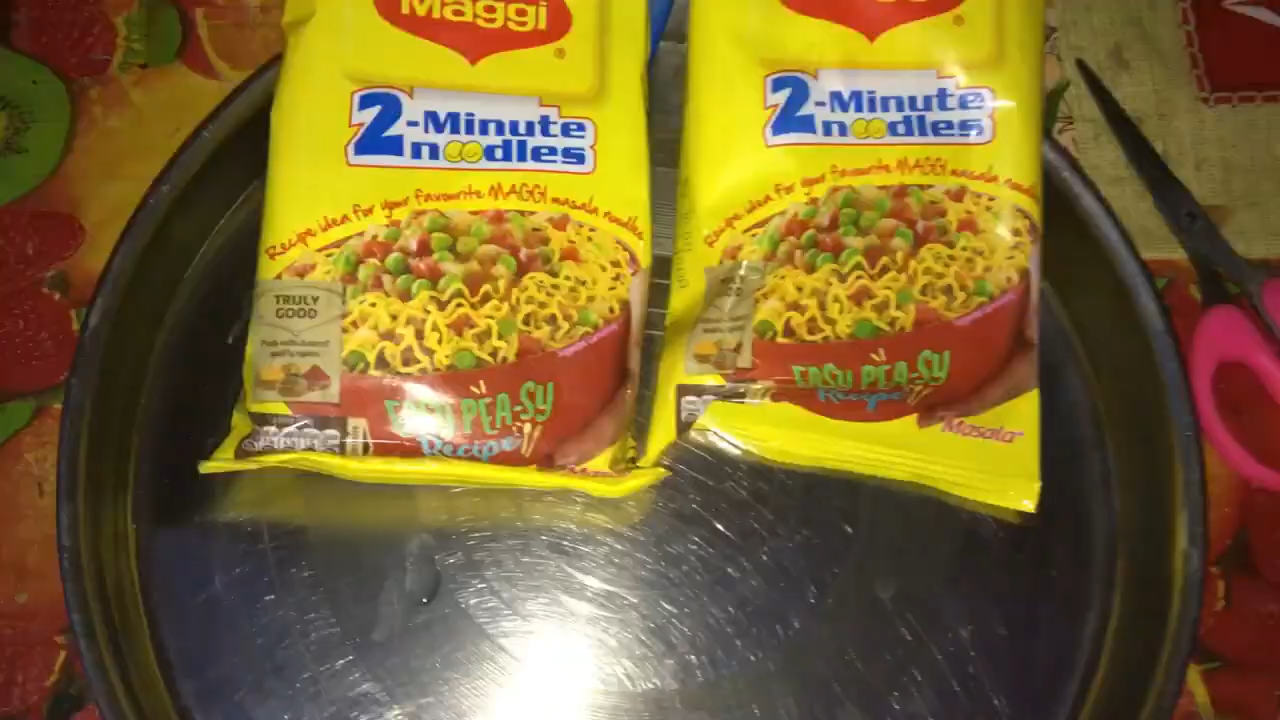 Maggi
2-Minute
noodles
Recipe idea for your favourite MAGGI masala noodles
TRULY
GOOD
EASY PEA-SY
Recipe
2-Minute
noodles
Recipe idea for your favourite MAGGI masala noodles
EASY PEA-SY
Recipe
Masala